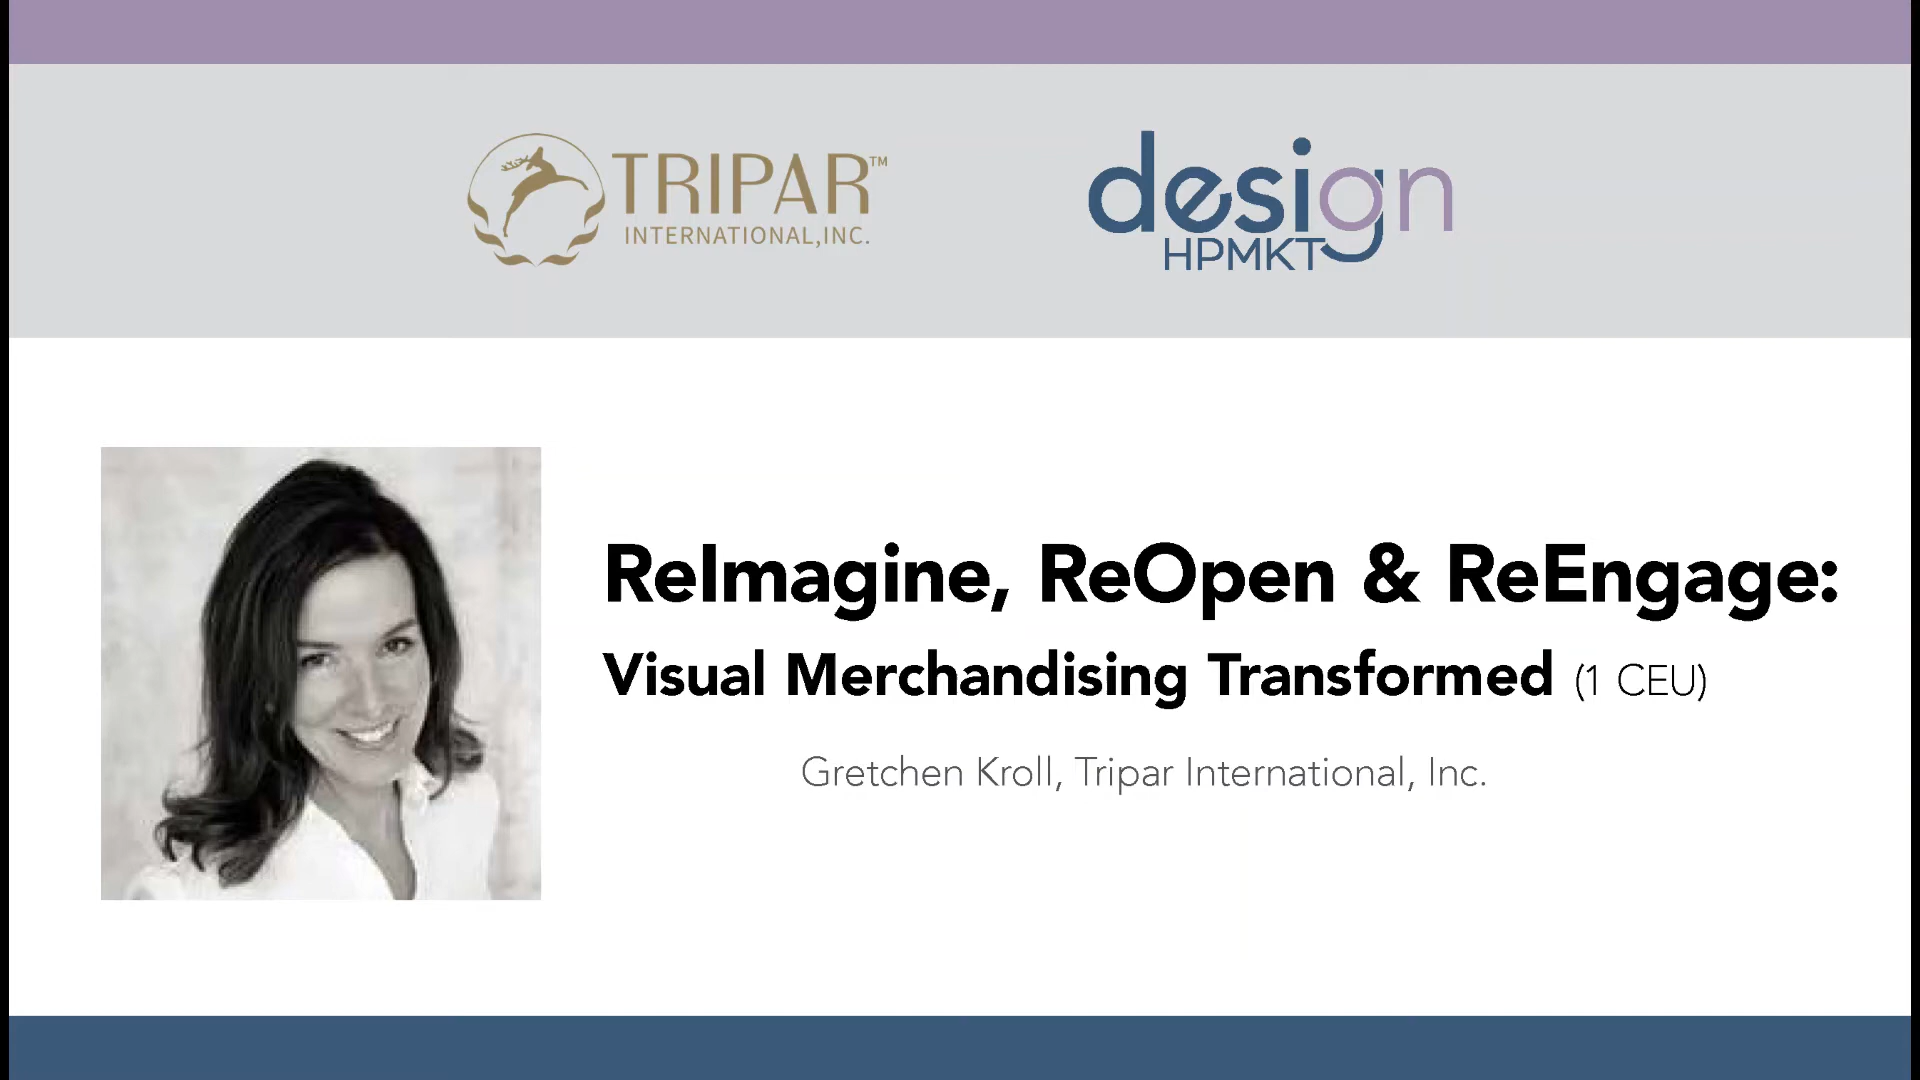 TRIPAR™
INTERNATIONAL,INC.
design
HPMKT
ReImagine, ReOpen & ReEngage:
Visual Merchandising Transformed (1 CEU)
Gretchen Kroll, Tripar International, Inc.